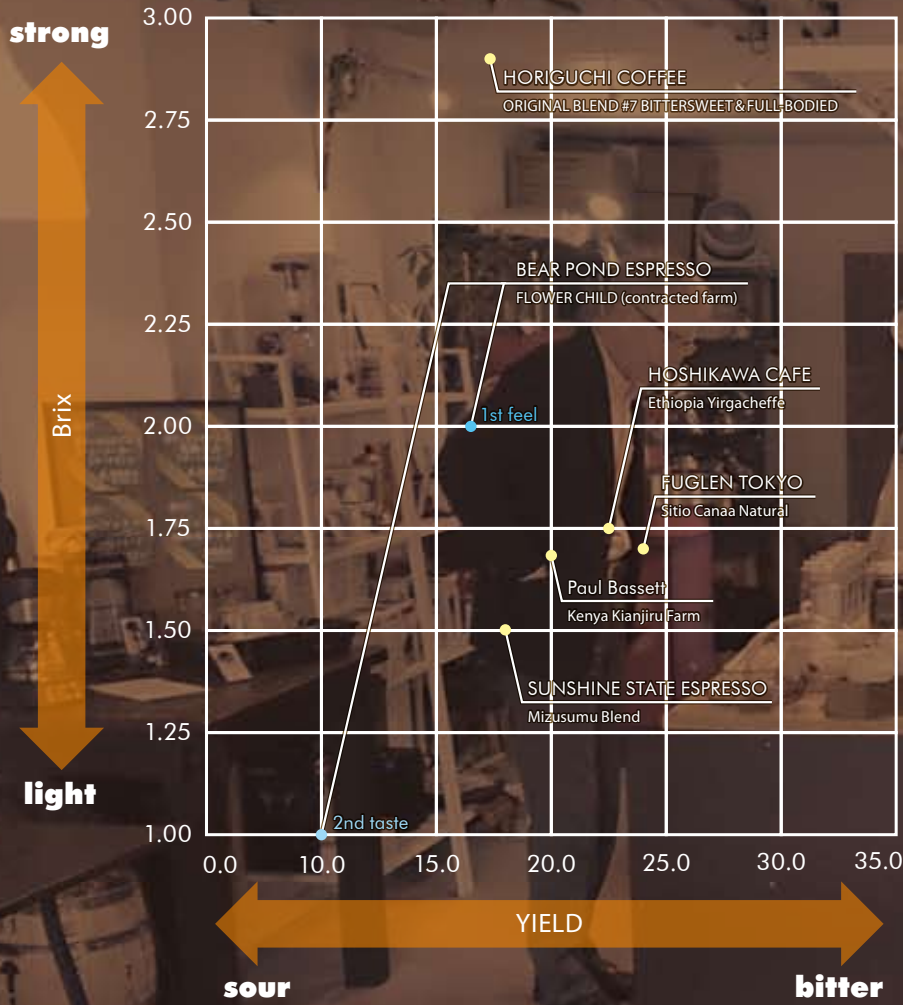 strong
3.00
HORIGUCHI COFFEE
ORIGINAL BLEND #7 BITTERSWEET & FULL-BODIED
2.75
2.50
BEAR POND ESPRESSO
FLOWER CHILD (contracted farm)
2.25
HOSHIKAWA CAFE
Ethiopia Yirgacheffe
Brix
2.00
1st feel
FUGLEN TOKYO
Sitio Canaa Natural
1.75
Paul Bassett
Kenya Kianjiru Farm
1.50
SUNSHINE STATE ESPRESSO
Mizusumu Blend
1.25
light
1.00
2nd taste
0.0 10.0 15.0 20.0 25.0 30.0 35.0
YIELD
sour bitter